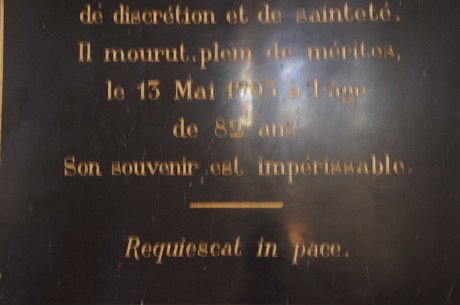 de discrétion et de sainteté.
Il mourut, plein de mérites,
le 13 Mai à l'âge
de 82 ans
Son souvenir est impérissable.
Requiescat in pace.